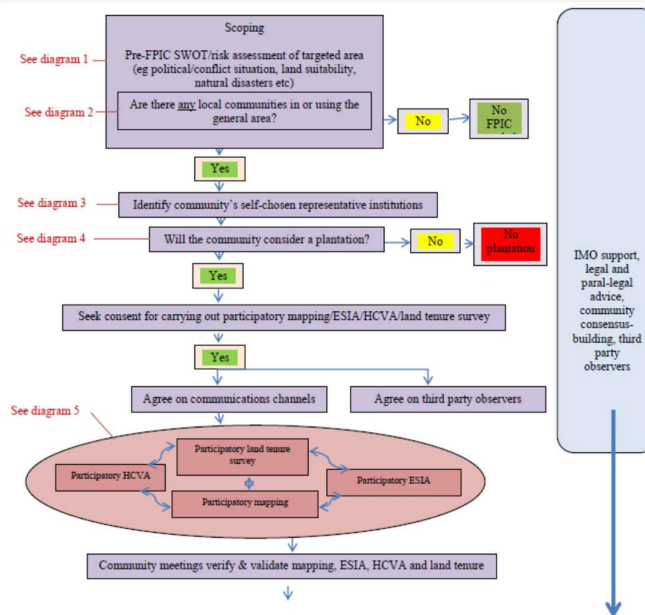 Scoping
See diagram 1
Pre-FPIC SWOT/risk assessment of targeted area
(eg political/conflict situation, land suitability,
natural disasters etc)
See diagram 2
Are there any local communities in or using the
general area?
No
No
FPIC
Yes
See diagram 3
Identify community's self-chosen representative institutions
See diagram 4
Will the community consider a plantation?
No
No
plantation
Yes
Seek consent for carrying out participatory mapping/ESIA/HCVA/land tenure survey
Yes
Agree on communications channels
Agree on third party observers
See diagram 5
Participatory land tenure
survey
Participatory HCVA
Participatory ESIA
Participatory mapping
Community meetings verify & validate mapping, ESIA, HCVA and land tenure
IMO support,
legal and
paral-legal
advice,
community
consensus-
building, third
party
observers